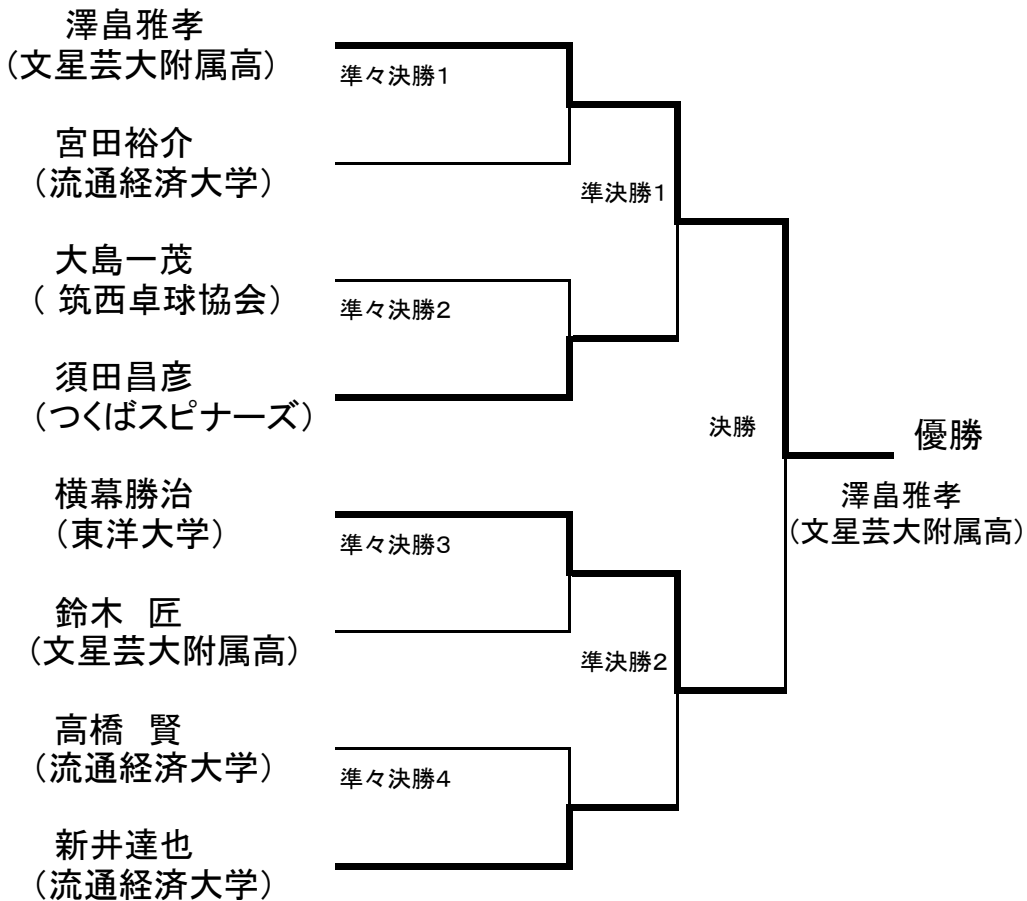 澤畠雅孝
(文星芸大附属高)
準々決勝1
宮田裕介
(流通経済大学)
準決勝1
大島一茂
( 筑西卓球協会)
準々決勝2
須田昌彦
(つくばスピナーズ)
決勝
優勝
澤畠雅孝
(文星芸大附属高)
横幕勝治
(東洋大学)
準々決勝3
鈴木　匠
(文星芸大附属高)
準決勝2
高橋　賢
(流通経済大学)
準々決勝4
新井達也
(流通経済大学)